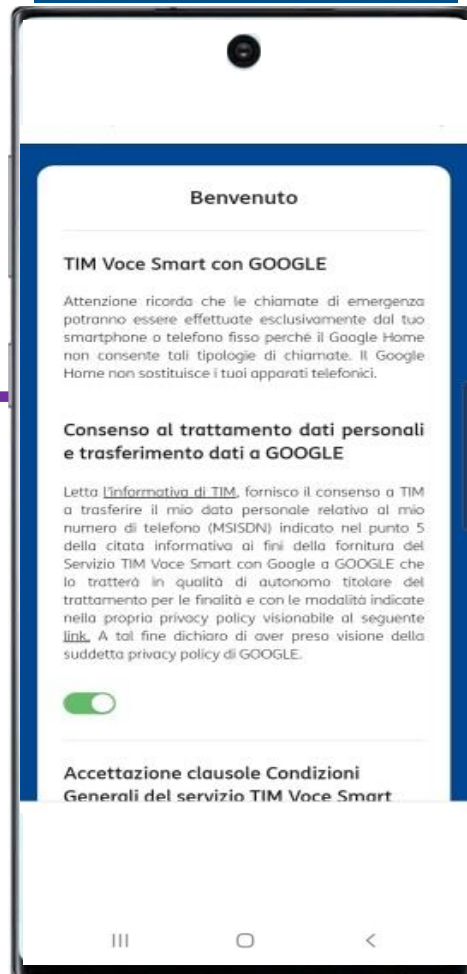 Benvenuto
TIM Voce Smart con GOOGLE
Attenzione ricorda che le chiamate di emergenza
potranno essere effettuate esclusivamente dal tuo
smartphone o telefono fisso perché il Google Home
non consente tali tipologie di chiamate. Il Google
Home non sostituisce i tuoi apparati telefonici.
Consenso al trattamento dati personali
e trasferimento dati a GOOGLE
Letta l'informativa di TIM, fornisco il consenso a TIM
a trasferire il mio dato personale relativo al mio
numero di telefono (MSISDN) indicato nel punto 5
della citata informativa ai fini della fornitura del
Servizio TIM Voce Smart con Google a GOOGLE che
lo tratterà in qualità di autonomo titolare del
trattamento per le finalità e con le modalità indicate
nella propria privacy policy visionabile al seguente
link. A tal fine dichiaro di aver preso visione della
suddetta privacy policy di GOOGLE.
Accettazione clausole Condizioni
Generali del servizio TIM Voce Smart